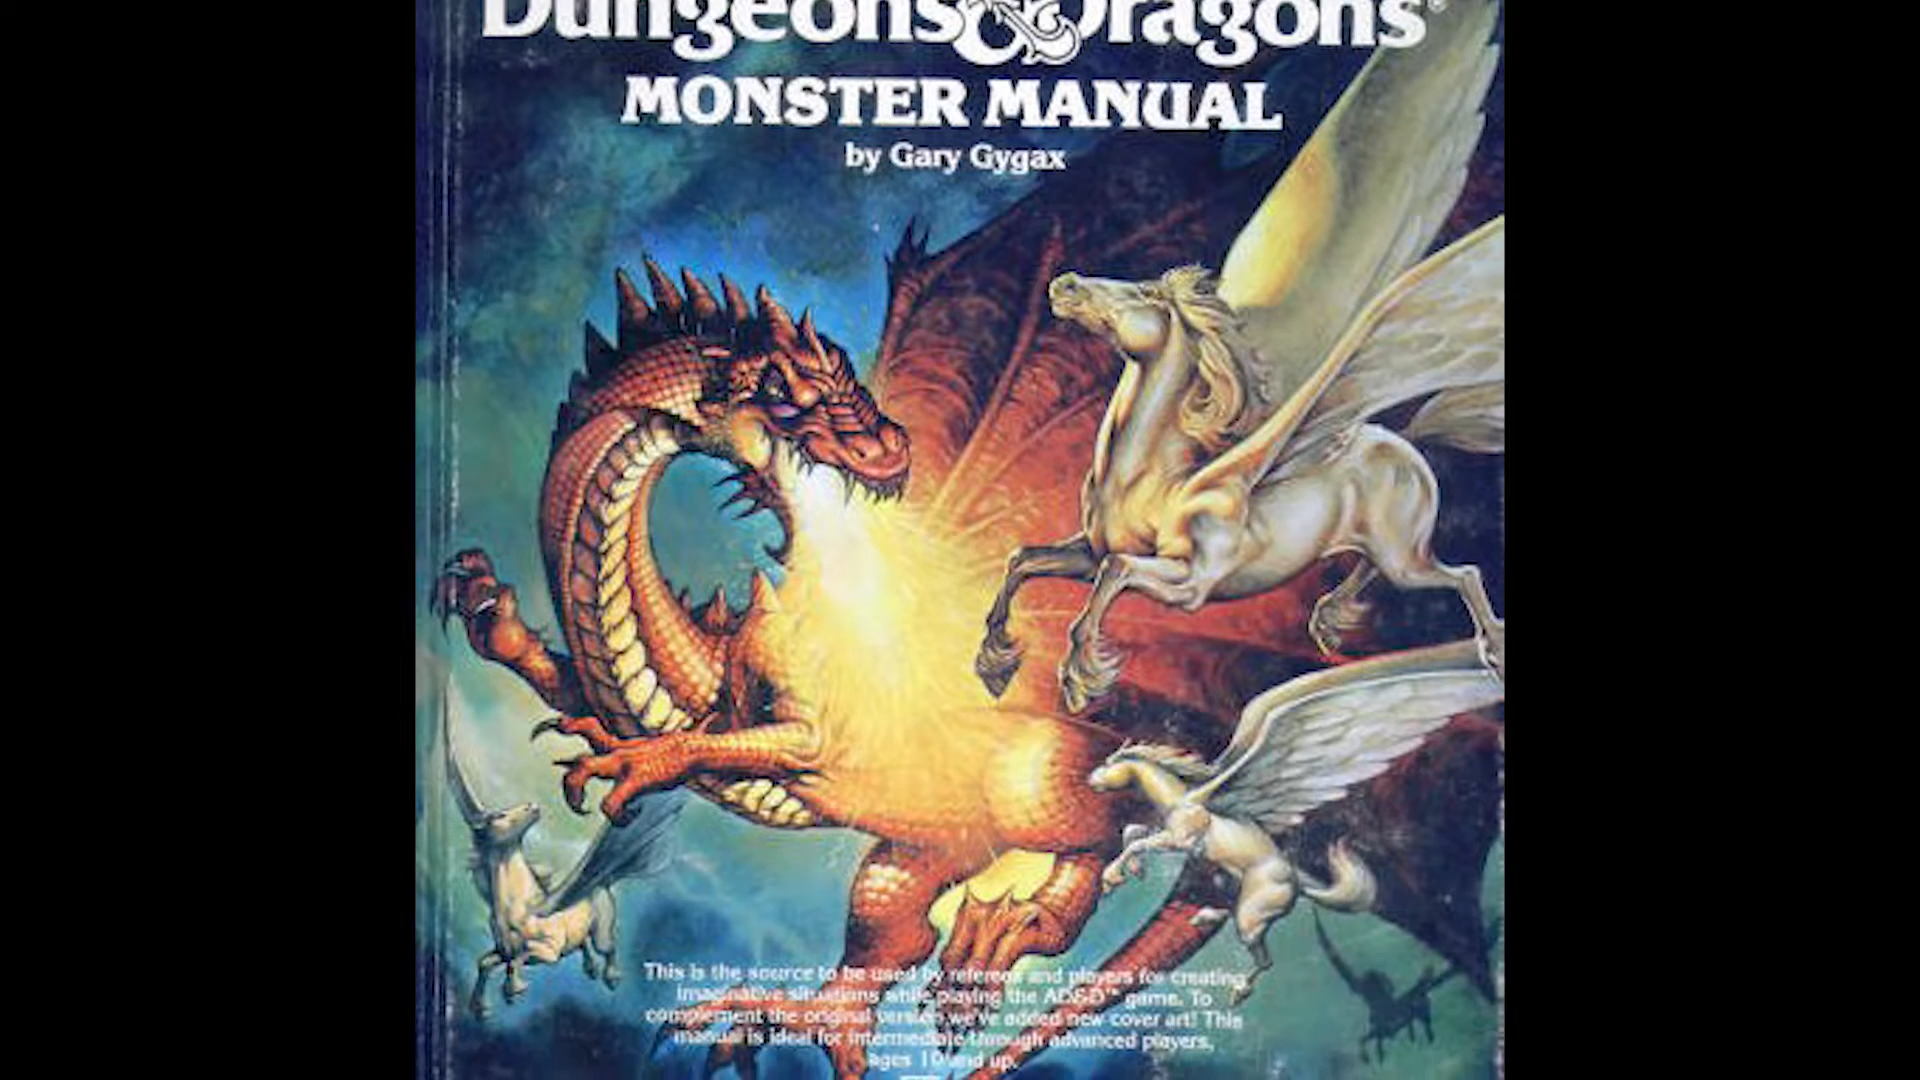 Dungeons & Dragons®
MONSTER MANUAL
by Gary Gygax
This is the source to be used by referees and players for creating
imaginative situations while playing the AD&D™ game. To
complement the original version we've added new cover art! This
manual is ideal for intermediate through advanced players,
ages 10 and up.